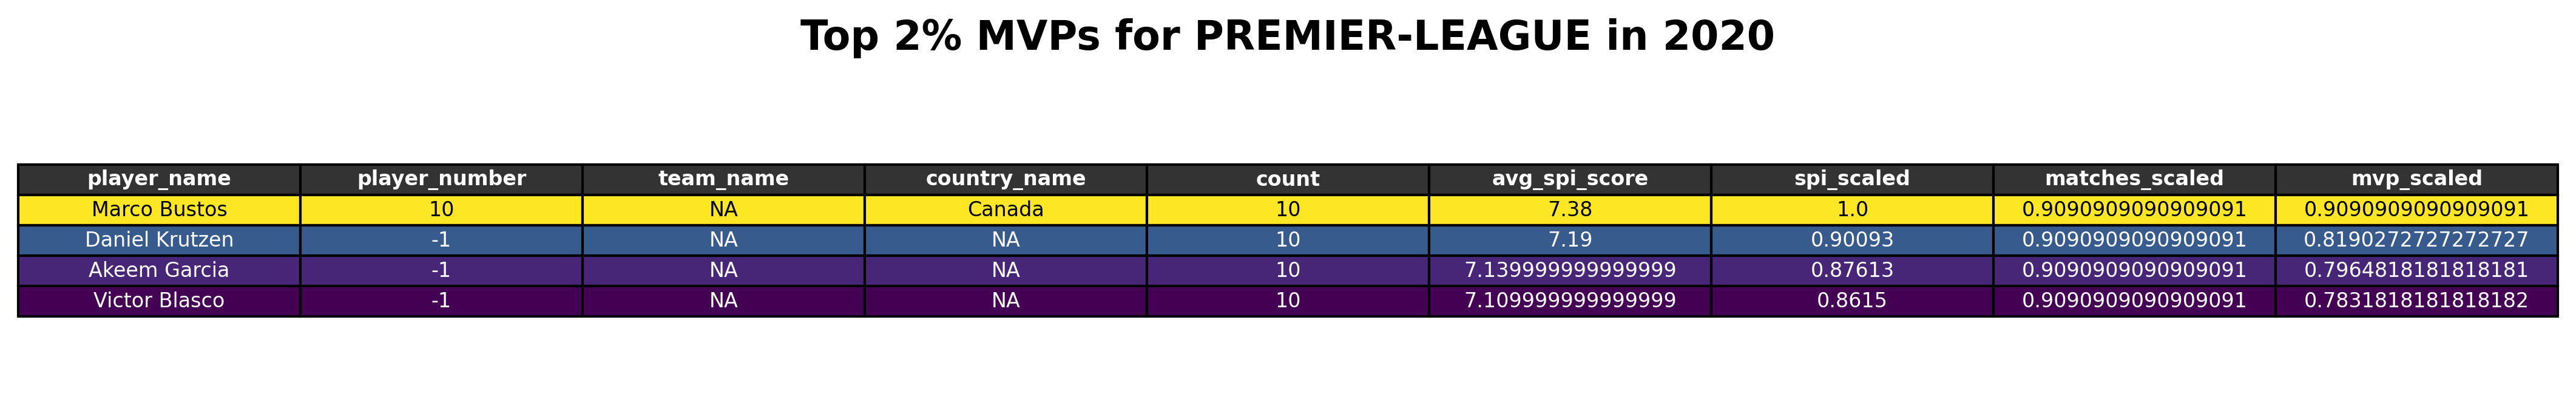 Top 2% MVPs for PREMIER-LEAGUE in 2020
player_name player_number team_name country_name count avg_spi_score spi_scaled matches_scaled mvp_scaled
Marco Bustos 10 NA Canada 10 7.38 1.0 0.9090909090909091 0.9090909090909091
Daniel Krutzen -1 NA NA 10 7.19 0.90093 0.9090909090909091 0.8190272727272727
Akeem Garcia -1 NA NA 10 7.139999999999999 0.87613 0.9090909090909091 0.7964818181818181
Victor Blasco -1 NA NA 10 7.109999999999999 0.8615 0.9090909090909091 0.7831818181818182